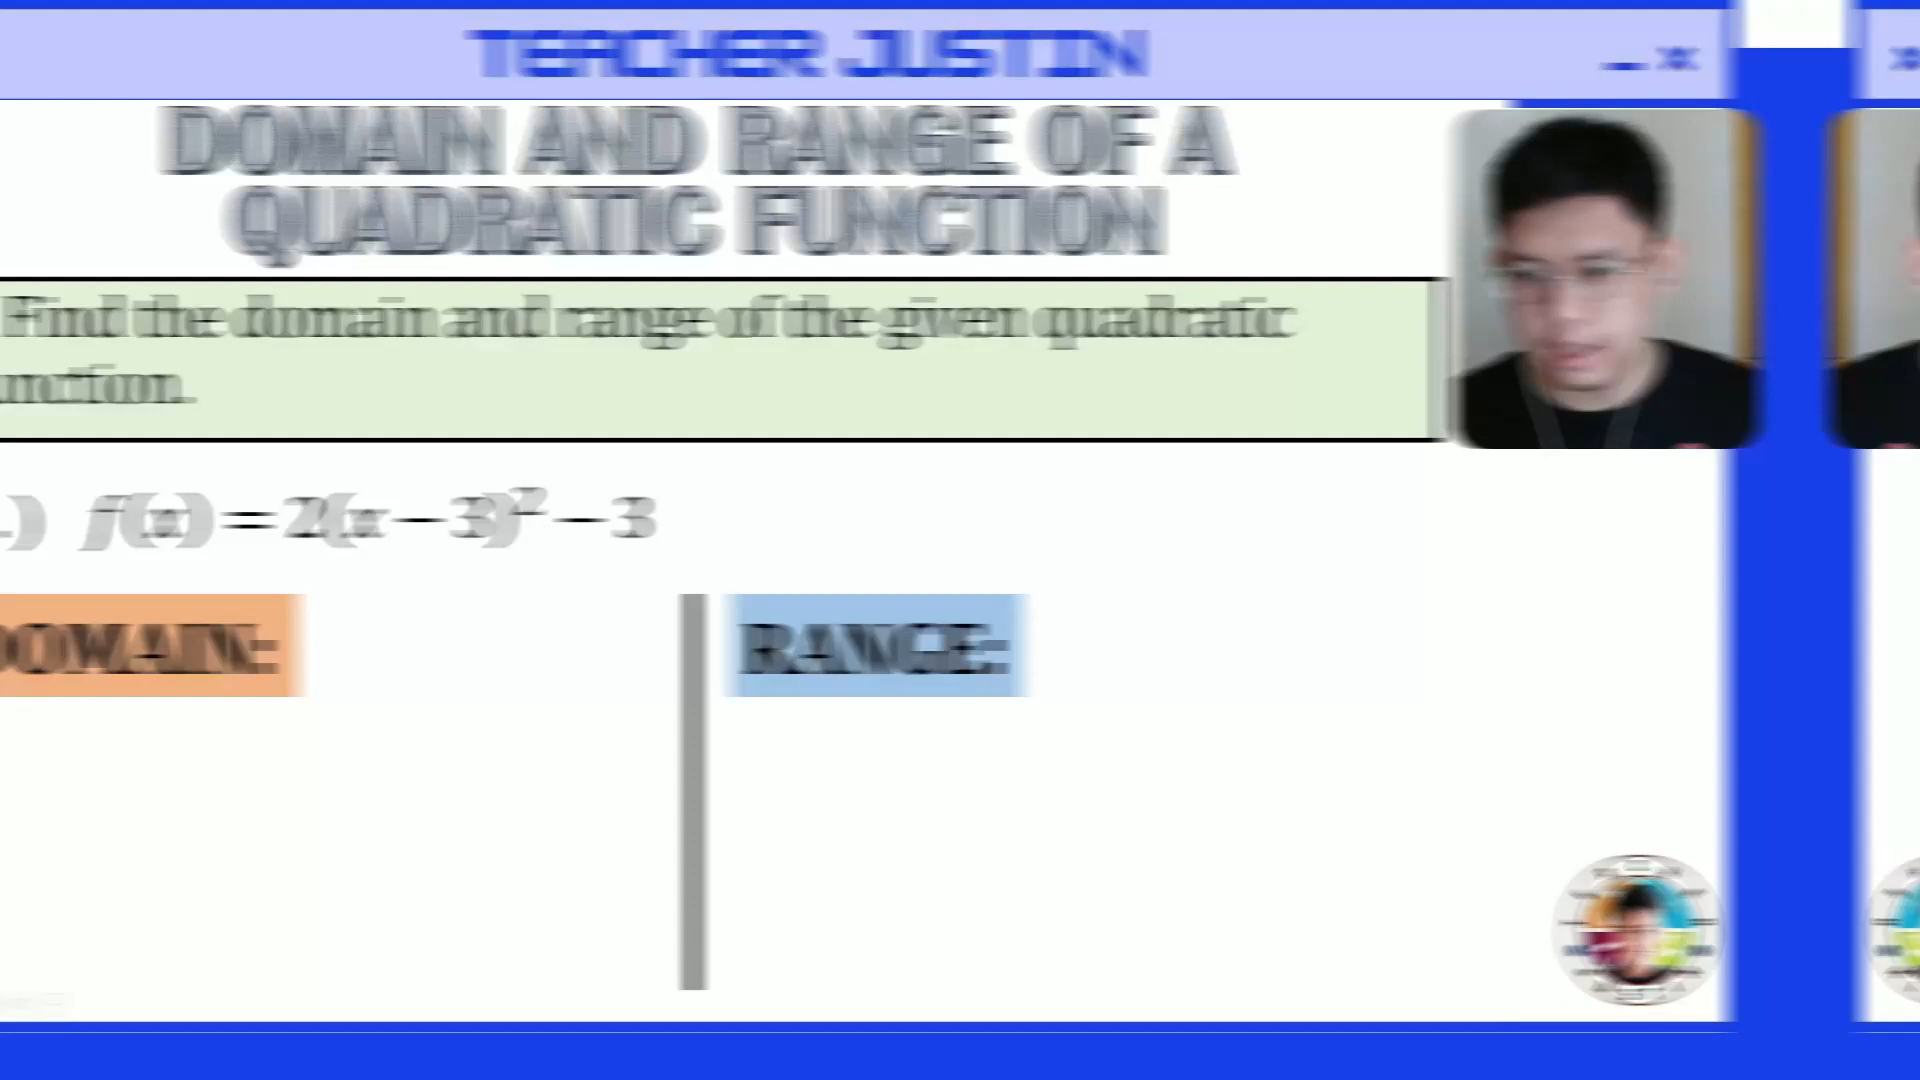 TEACHER JUSTIN
DOMAIN AND RANGE OF A
QUADRATIC FUNCTION
Find the domain and range of the given quadratic
unction.
.) f(x) = 2(x − 3)² − 3
DOMAIN:
RANGE: